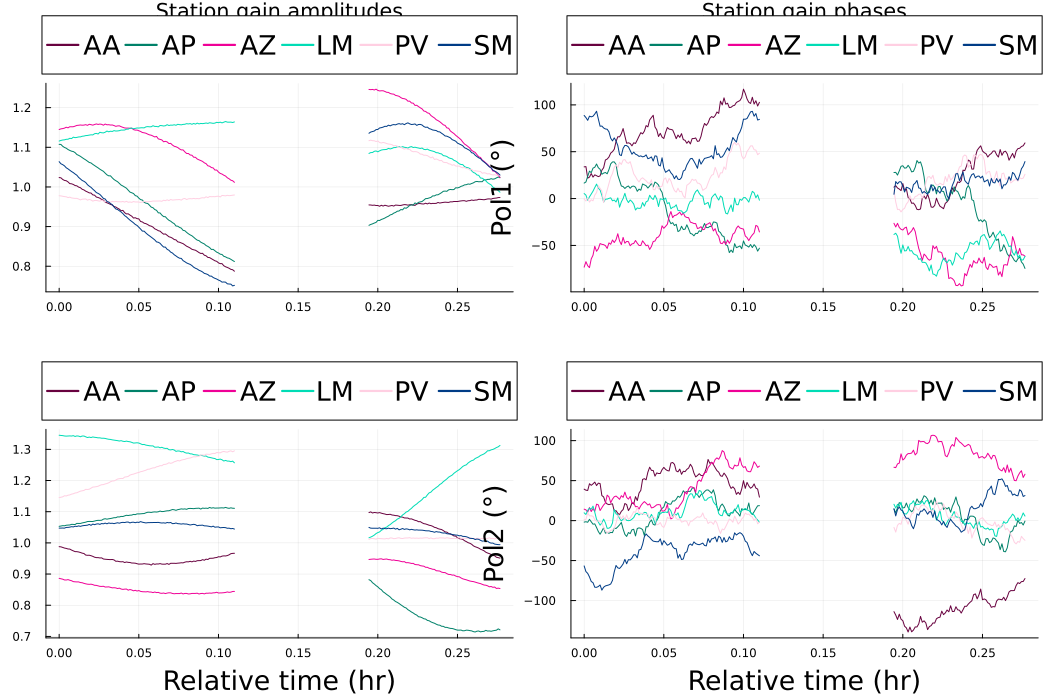 Station gain amplitudes
Station gain phases
AA AP AZ LM PV SM
AA AP AZ LM PV SM
1.2
1.1
1.0
0.9
0.8
0.00 0.05 0.10 0.15 0.20 0.25
Pol1 (°)
100
50
0
−50
0.00 0.05 0.10 0.15 0.20 0.25
AA AP AZ LM PV SM
AA AP AZ LM PV SM
1.3
1.2
1.1
1.0
0.9
0.8
0.7
0.00 0.05 0.10 0.15 0.20 0.25
Relative time (hr)
Pol2 (°)
100
50
0
−50
−100
0.00 0.05 0.10 0.15 0.20 0.25
Relative time (hr)